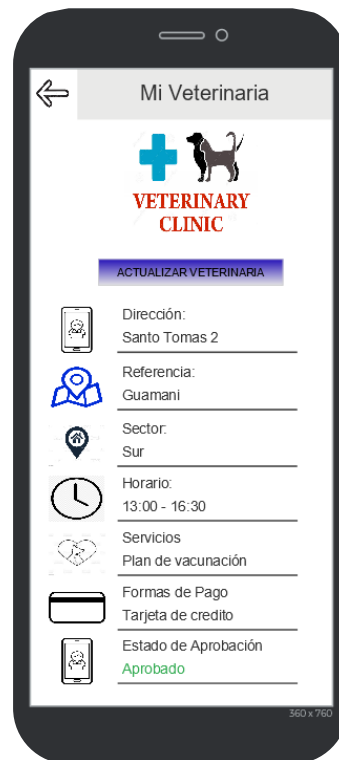 Mi Veterinaria
VETERINARY
CLINIC
ACTUALIZAR VETERINARIA
Dirección:
Santo Tomas 2
Referencia:
Guamani
Sector:
Sur
Horario:
13:00 - 16:30
Servicios
Plan de vacunación
Formas de Pago
Tarjeta de credito
Estado de Aprobación
Aprobado
360 x 760